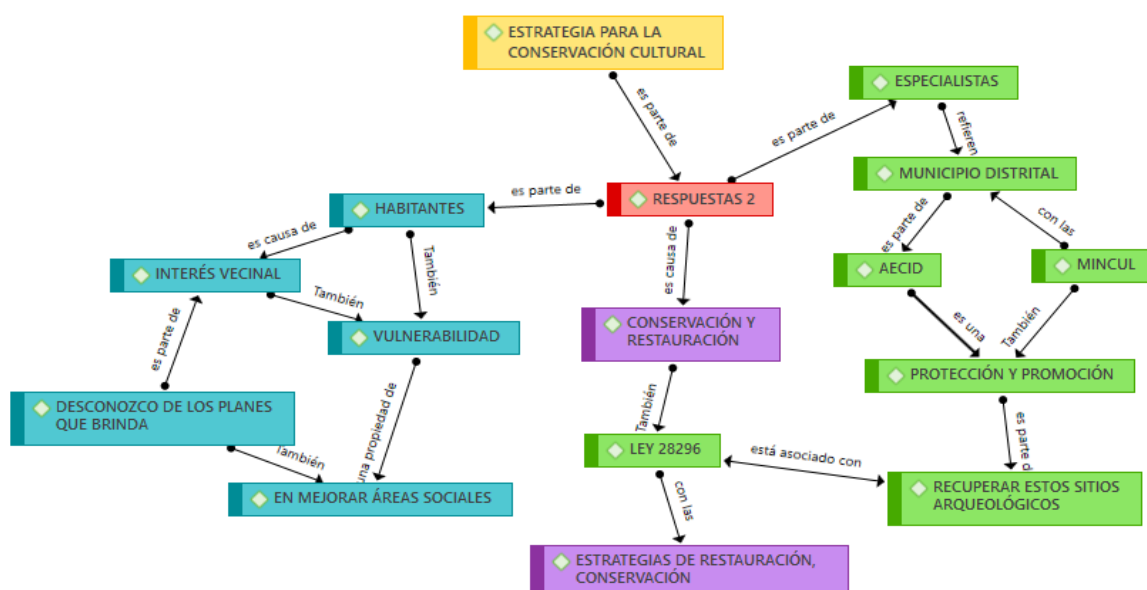 ESTRATEGIA PARA LA
CONSERVACIÓN CULTURAL
es parte de
ESPECIALISTAS
es parte de
refieren
MUNICIPIO DISTRITAL
es parte de
RESPUESTAS 2
HABITANTES
es causa de
También
es causa de
es parte de
con las
INTERÉS VECINAL
AECID
MINCUL
También
es parte de
VULNERABILIDAD
CONSERVACIÓN Y
RESTAURACIÓN
es una
También
PROTECCIÓN Y PROMOCIÓN
DESCONOZCO DE LOS PLANES
QUE BRINDA
una propiedad de
También
es parte de
También
LEY 28296
está asociado con
EN MEJORAR ÁREAS SOCIALES
con las
RECUPERAR ESTOS SITIOS
ARQUEOLÓGICOS
ESTRATEGIAS DE RESTAURACIÓN,
CONSERVACIÓN